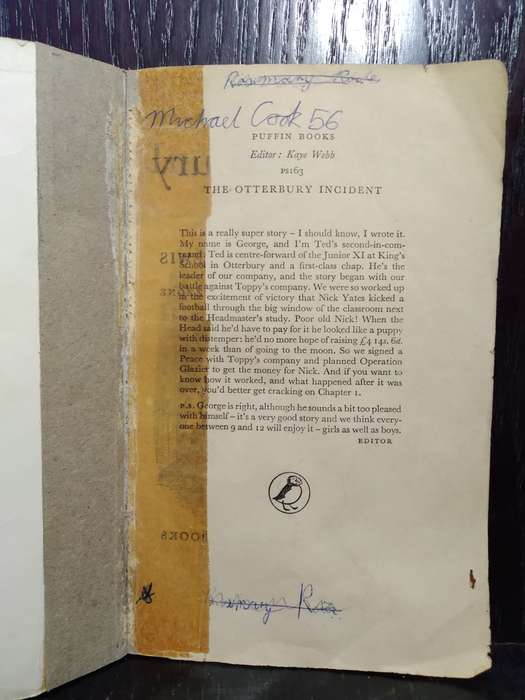 Rosemary
Michael Cook 56
PUFFIN BOOKS
Editor: Kaye Webb
PS163
THE OTTERBURY INCIDENT
This is a really super story – I should know, I wrote it.
My name is George, and I'm Ted's second-in-com-
mand. Ted is centre-forward of the Junior XI at King's
School in Otterbury and a first-class chap. He's the
leader of our company, and the story began with our
battle against Toppy's company. We were so worked up
in the excitement of victory that Nick Yates kicked a
football through the big window of the classroom next
to the Headmaster's study. Poor old Nick! When the
Head said he'd have to pay for it he looked like a puppy
with distemper: he'd no more hope of raising £4 14s. 6d.
in a week than of going to the moon. So we signed a
Peace with Toppy's company and planned Operation
Glazier to get the money for Nick. And if you want to
know how it worked, and what happened after it was
over, you'd better get cracking on Chapter 1.
P.S. George is right, although he sounds a bit too pleased
with himself – it's a very good story and we think every-
one between 9 and 12 will enjoy it – girls as well as boys.
EDITOR